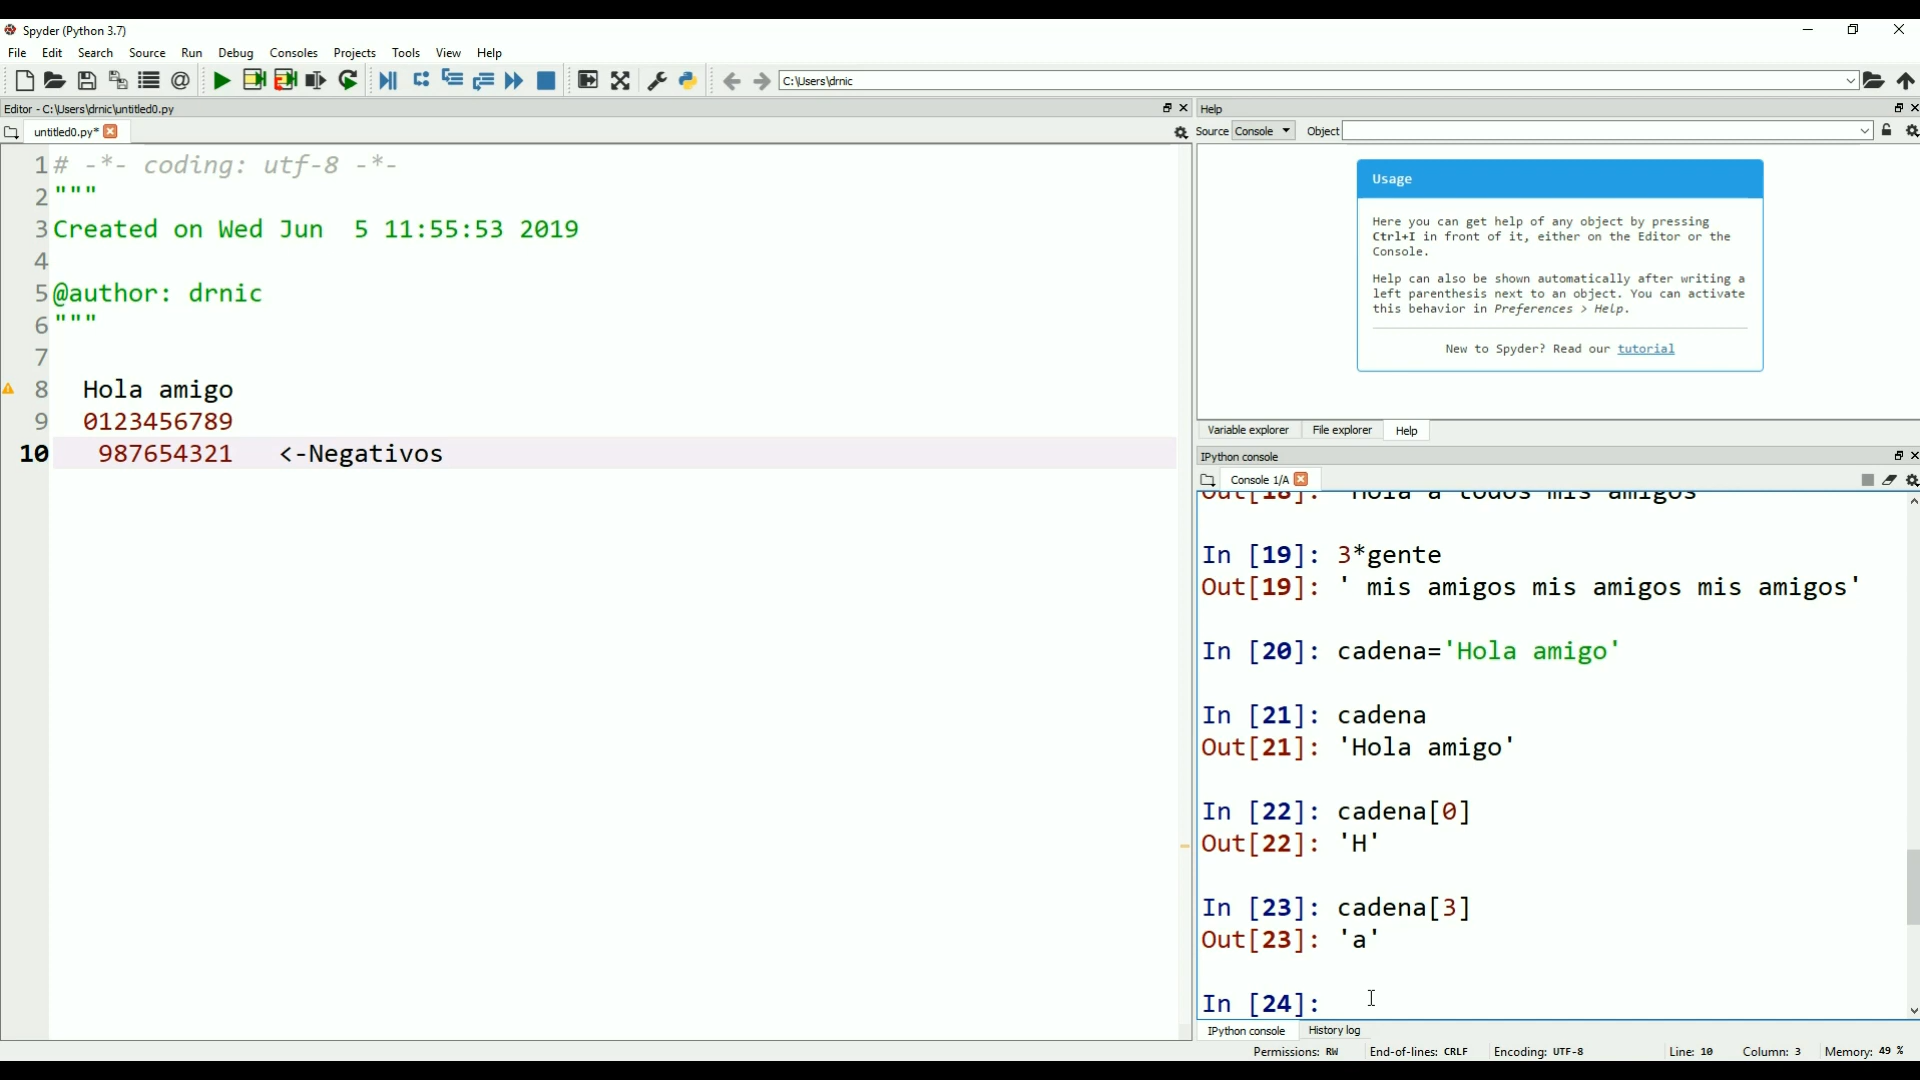 Spyder (Python 3.7)
File Edit Search Source Run Debug Consoles Projects Tools View Help
C:\Users\drnic
Editor - C:\Users\drnic\untitled0.py
untitled0.py*
1 # -*- coding: utf-8 -*-
2 """
3 Created on Wed Jun  5 11:55:53 2019
4
5 @author: drnic
6 """
7
8   Hola amigo
9   0123456789
10   987654321   <-Negativos
Help
Source Console Object
Usage
Here you can get help of any object by pressing
Ctrl+I in front of it, either on the Editor or the
Console.
Help can also be shown automatically after writing a
left parenthesis next to an object. You can activate
this behavior in Preferences > Help.
New to Spyder? Read our tutorial
Variable explorer File explorer Help
IPython console
Console 1/A
Out[18]: 'Hola a todos mis amigos'
In [19]: 3*gente
Out[19]: ' mis amigos mis amigos mis amigos'
In [20]: cadena='Hola amigo'
In [21]: cadena
Out[21]: 'Hola amigo'
In [22]: cadena[0]
Out[22]: 'H'
In [23]: cadena[3]
Out[23]: 'a'
In [24]:
IPython console History log
Permissions: RW End-of-lines: CRLF Encoding: UTF-8 Line: 10 Column: 3 Memory: 49 %